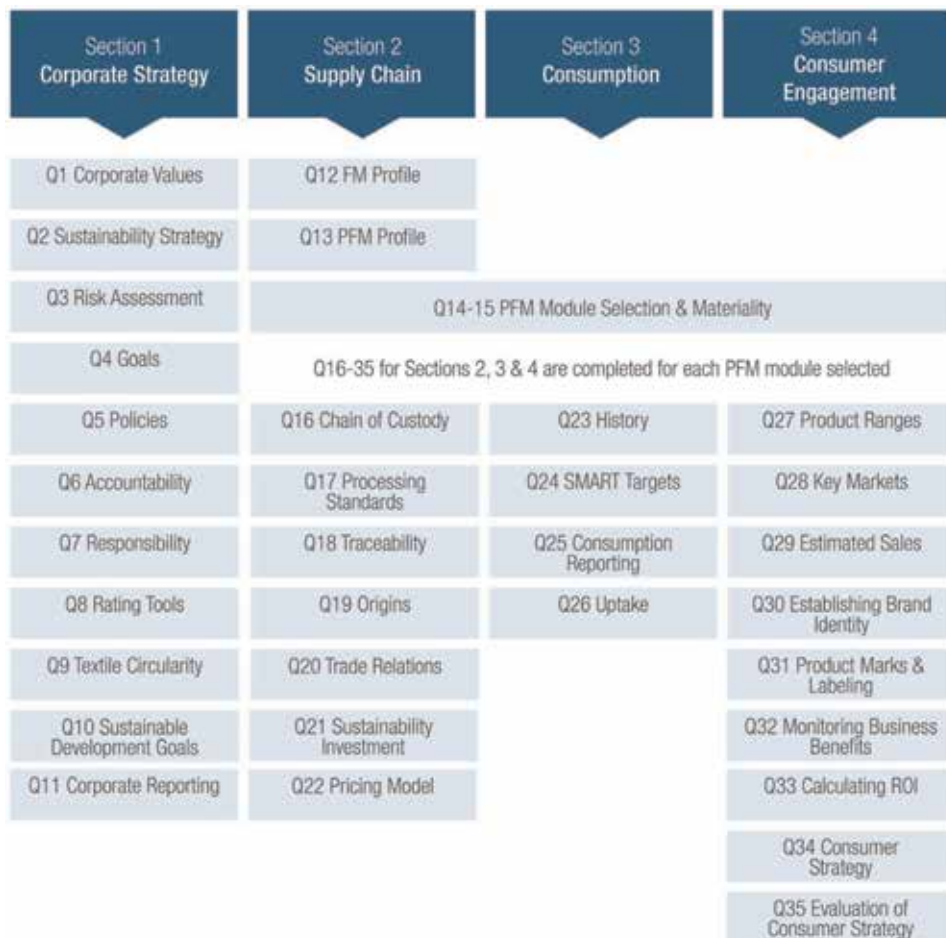 Section 1
Corporate Strategy
Section 2
Supply Chain
Section 3
Consumption
Section 4
Consumer
Engagement
Q1 Corporate Values
Q12 FM Profile
Q2 Sustainability Strategy
Q13 PFM Profile
Q3 Risk Assessment
Q14-15 PFM Module Selection & Materiality
Q4 Goals
Q16-35 for Sections 2, 3 & 4 are completed for each PFM module selected
Q5 Policies
Q16 Chain of Custody
Q23 History
Q27 Product Ranges
Q6 Accountability
Q17 Processing
Standards
Q24 SMART Targets
Q28 Key Markets
Q7 Responsibility
Q18 Traceability
Q25 Consumption
Reporting
Q29 Estimated Sales
Q8 Rating Tools
Q19 Origins
Q26 Uptake
Q30 Establishing Brand
Identity
Q9 Textile Circularity
Q20 Trade Relations
Q31 Product Marks &
Labeling
Q10 Sustainable
Development Goals
Q21 Sustainability
Investment
Q32 Monitoring Business
Benefits
Q11 Corporate Reporting
Q22 Pricing Model
Q33 Calculating ROI
Q34 Consumer
Strategy
Q35 Evaluation of
Consumer Strategy